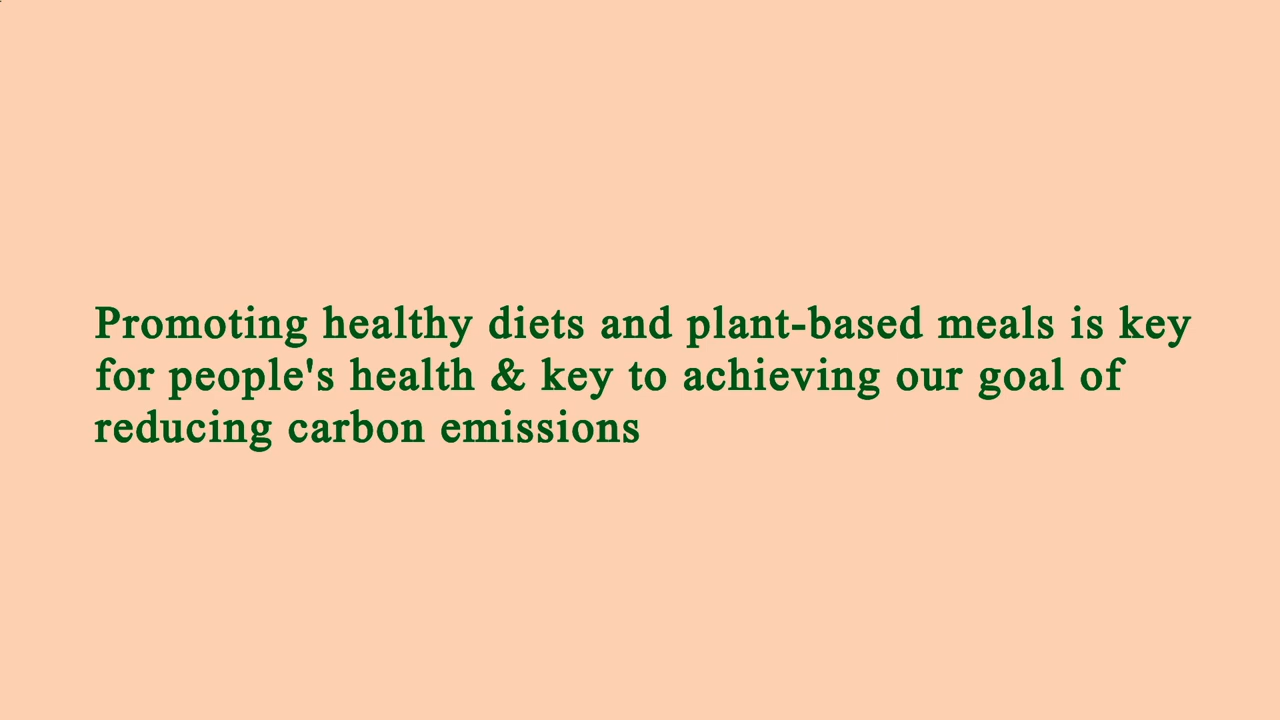 Promoting healthy diets and plant-based meals is key
for people's health & key to achieving our goal of
reducing carbon emissions